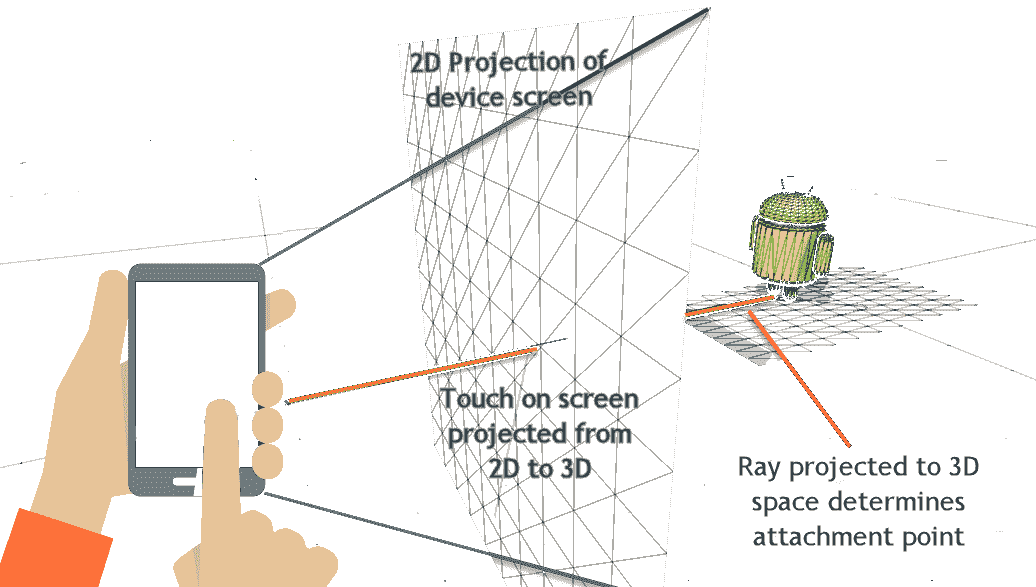 2D Projection of
device screen
Touch on screen
projected from
2D to 3D
Ray projected to 3D
space determines
attachment point